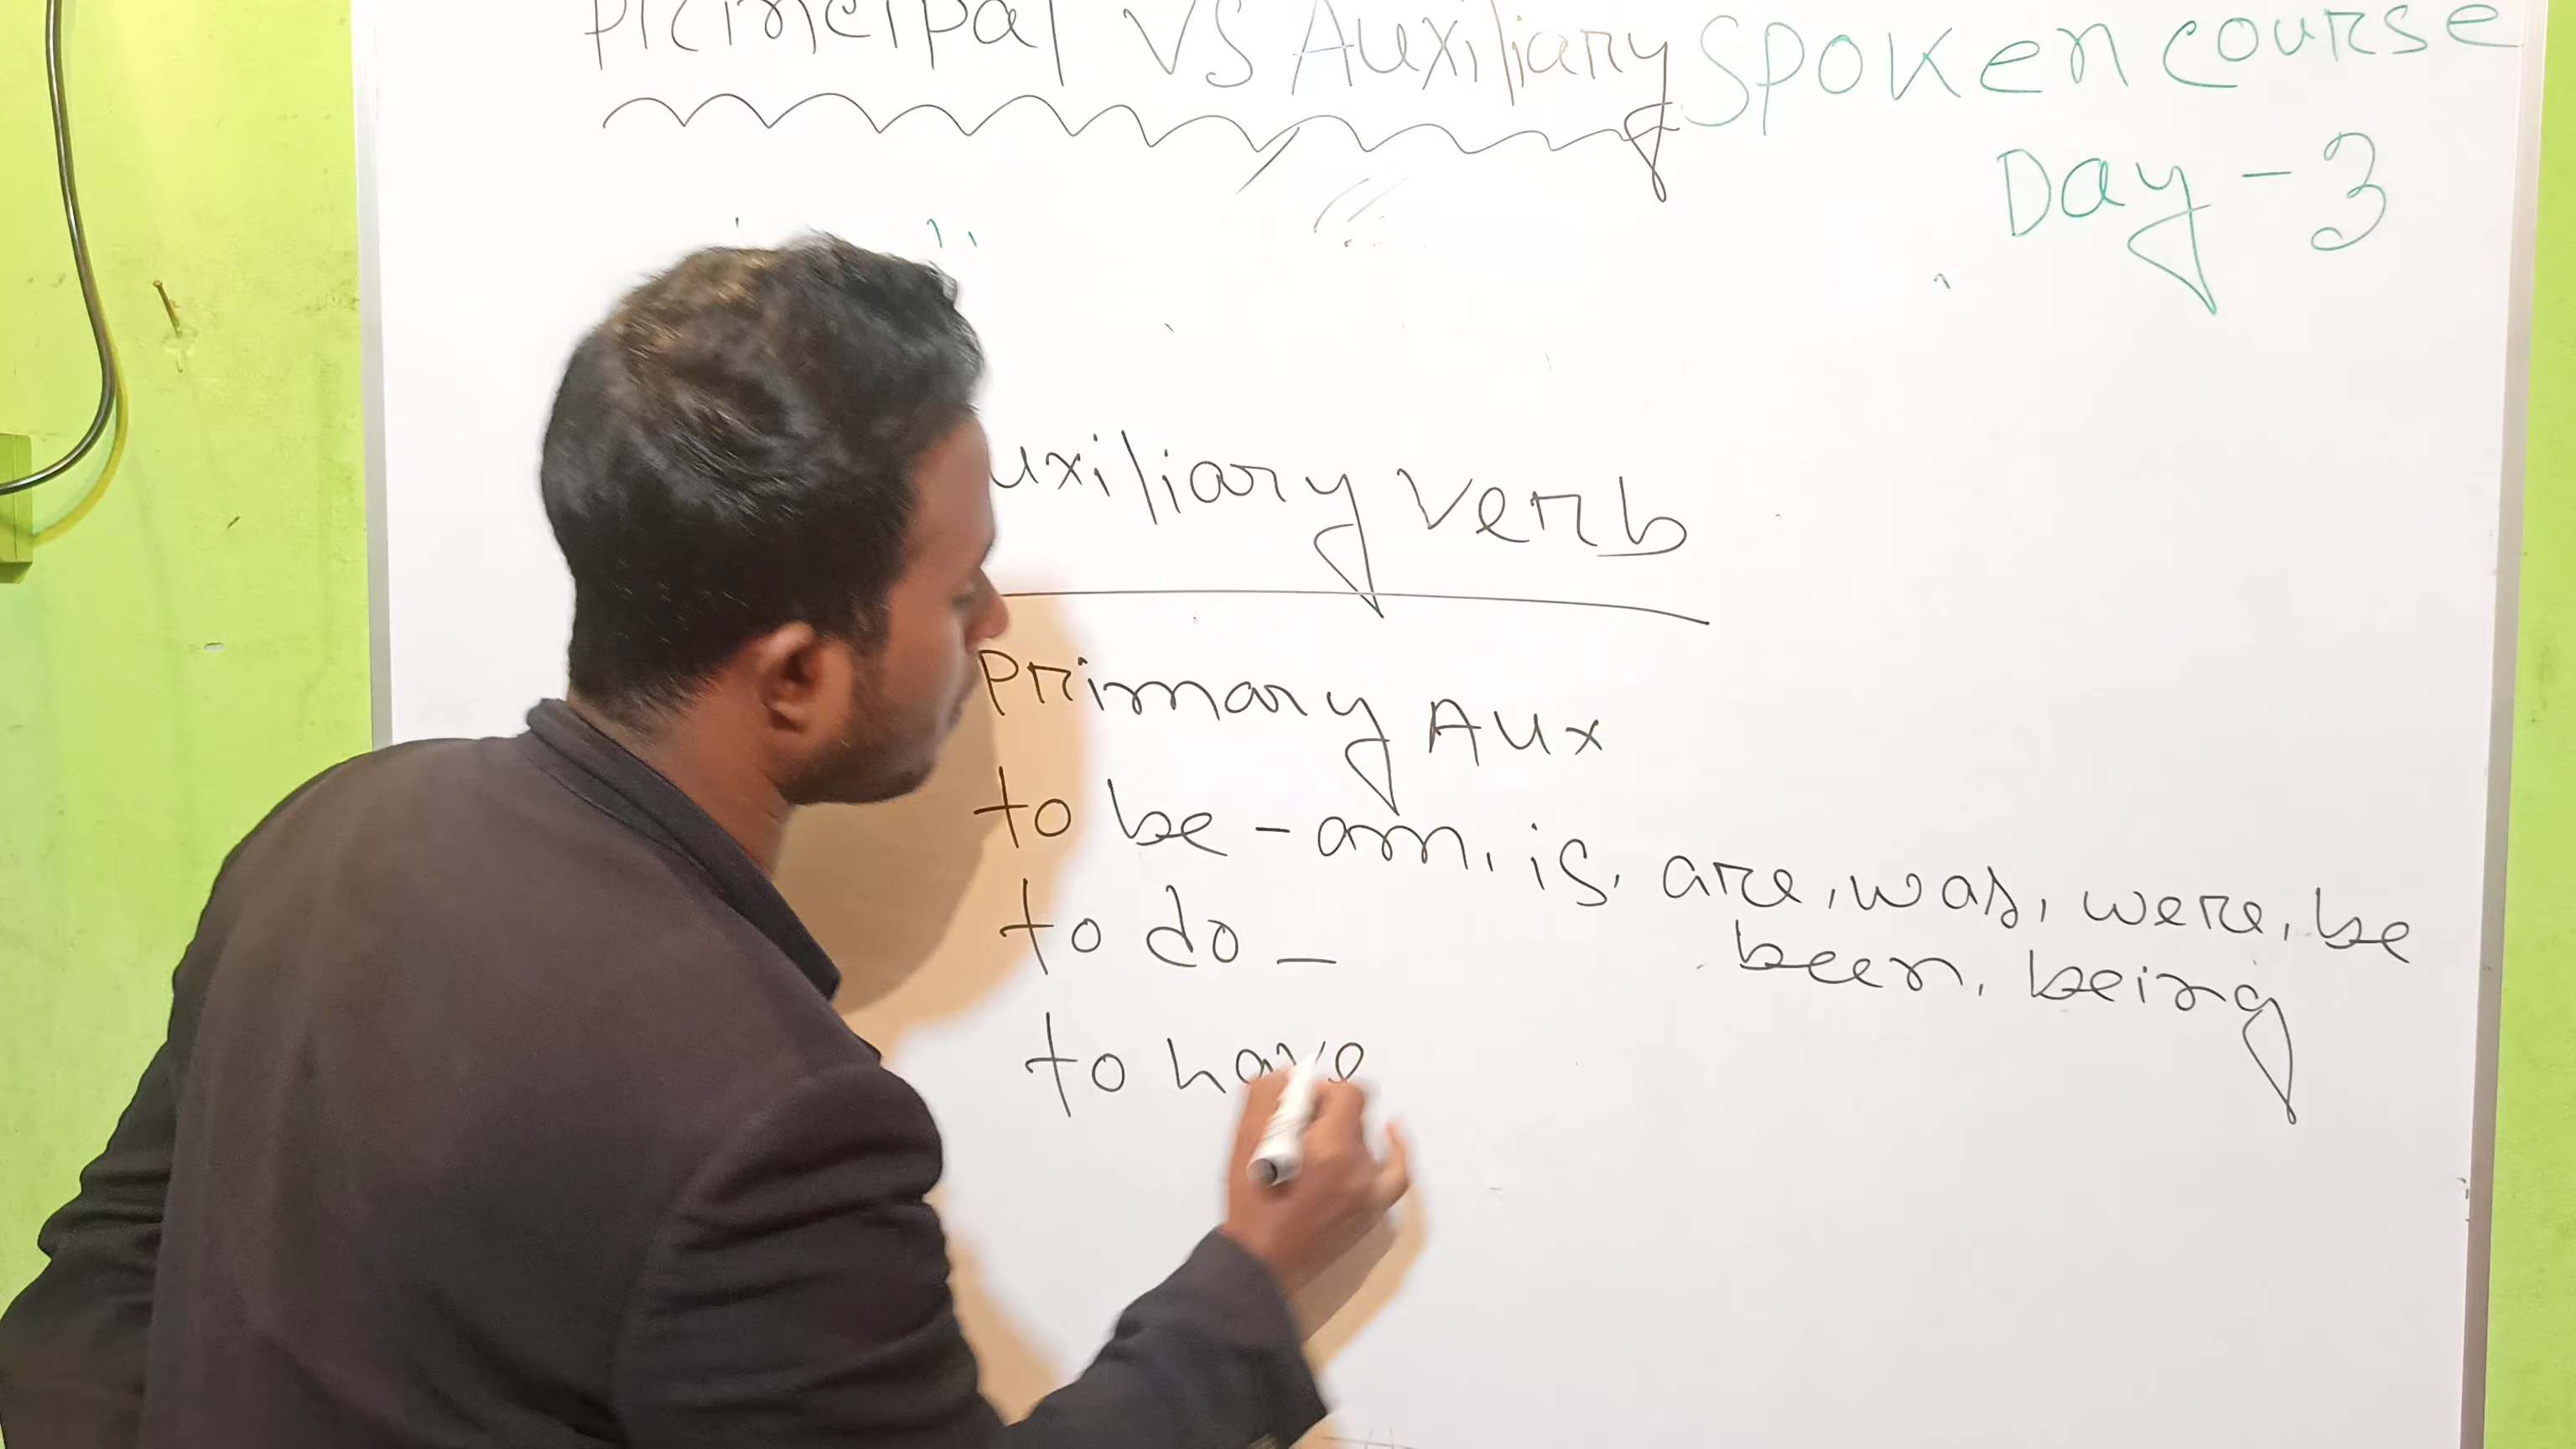 Principal VS Auxiliary
Spoken course
Day - 3
uxiliary verb
Primary Aux
to be - am, is, are, was, were, be
been, being
to do -
to have